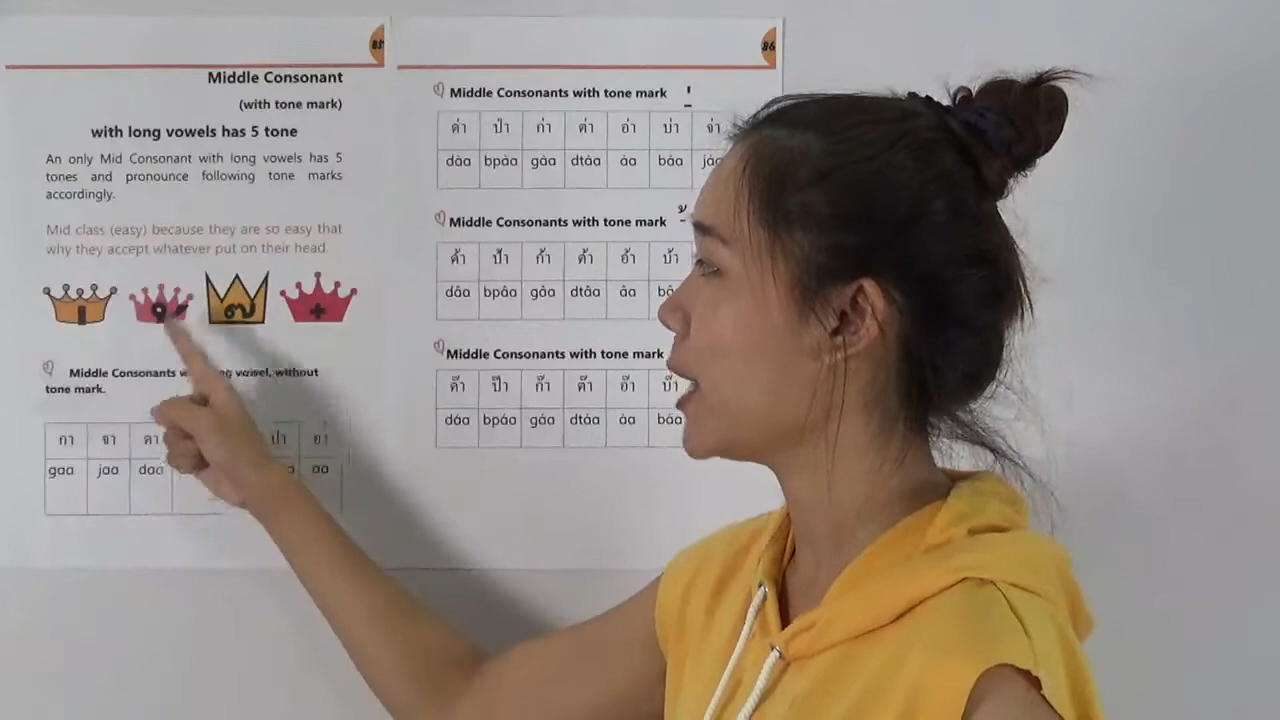 85
Middle Consonant
(with tone mark)
with long vowels has 5 tone
An only Mid Consonant with long vowels has 5
tones and pronounce following tone marks
accordingly.
Mid class (easy) because they are so easy that
why they accept whatever put on their head.
Middle Consonants vowel, without
tone mark.
กา จา ดา ปา อา
gaa jaa daa aa
86
Middle Consonants with tone mark
ด่า ป่า ก่า ต่า อ่า บ่า จ่า
dàa bpàa gàa dtàa àa bàa
Middle Consonants with tone mark
ด้า ป้า ก้า ต้า อ้า บ้า
dâa bpâa gâa dtâa âa
Middle Consonants with tone mark
ด๊า ป๊า ก๊า ต๊า อ๊า บ๊า
dáa bpáa gáa dtáa áa báa